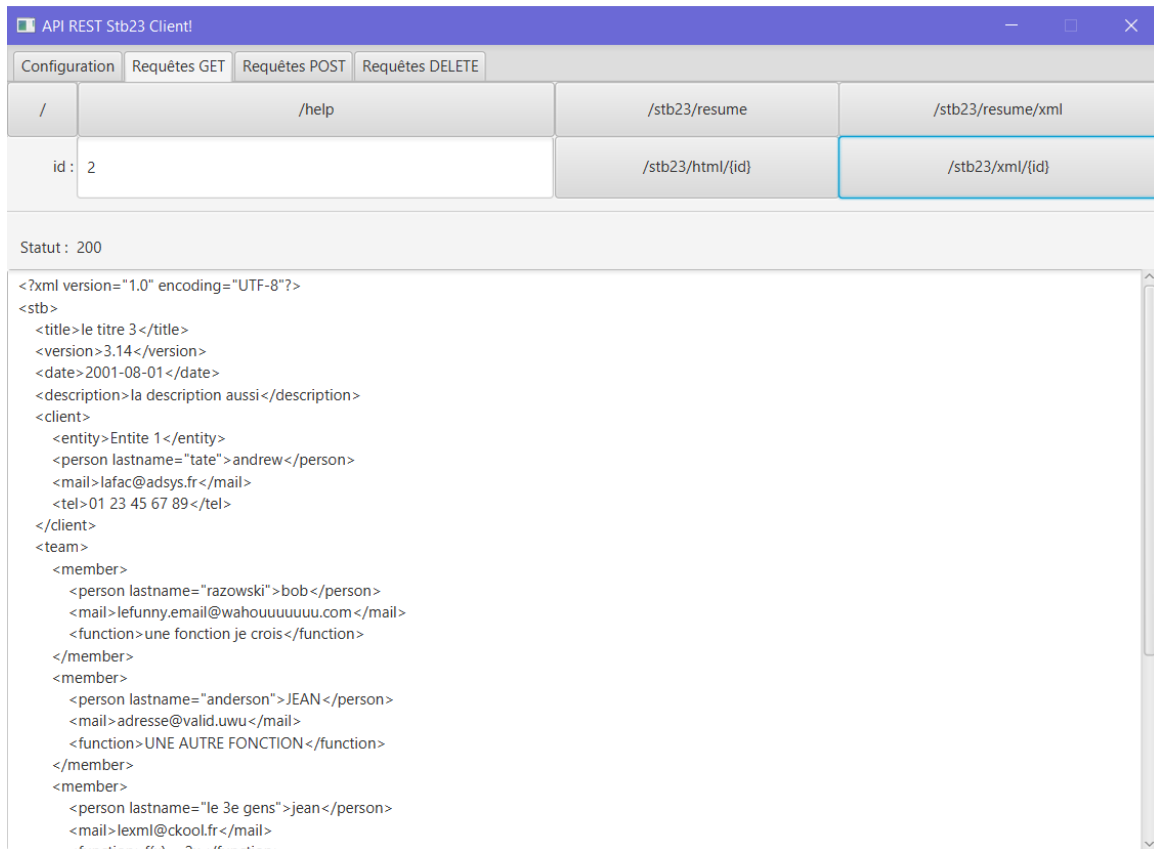 API REST Stb23 Client!
Configuration Requêtes GET Requêtes POST Requêtes DELETE
/ /help /stb23/resume /stb23/resume/xml
id : 2 /stb23/html/{id} /stb23/xml/{id}
Statut : 200
<?xml version="1.0" encoding="UTF-8"?>
<stb>
<title>le titre 3</title>
<version>3.14</version>
<date>2001-08-01</date>
<description>la description aussi</description>
<client>
<entity>Entite 1</entity>
<person lastname="tate">andrew</person>
<mail>lafac@adsys.fr</mail>
<tel>01 23 45 67 89</tel>
</client>
<team>
<member>
<person lastname="razowski">bob</person>
<mail>lefunny.email@wahouuuuuuu.com</mail>
<function>une fonction je crois</function>
</member>
<member>
<person lastname="anderson">JEAN</person>
<mail>adresse@valid.uwu</mail>
<function>UNE AUTRE FONCTION</function>
</member>
<member>
<person lastname="le 3e gens">jean</person>
<mail>lexml@ckool.fr</mail>